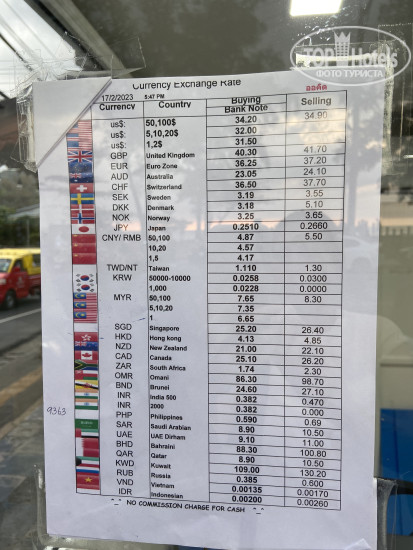 TOP Hotels
ФОТО ТУРИСТА
Currency Exchange Rate
17/2/2023 5:47 PM ออลิด
Currency Country Buying Selling
Bank Note
us$: 50,100$ 34.20 34.90
us$: 5,10,20$ 32.00
us$: 1,2$ 31.50
GBP United Kingdom 40.30 41.70
EUR Euro Zone 36.25 37.20
AUD Australia 23.05 24.10
CHF Switzerland 36.50 37.70
SEK Sweden 3.19 3.55
DKK Denmark 3.18 5.10
NOK Norway 3.25 3.65
JPY Japan 0.2510 0.2660
CNY/ RMB 50,100 4.87 5.50
10,20 4.57
1,5 4.17
TWD/NT Taiwan 1.110 1.30
KRW 50000-10000 0.0258 0.0300
1,000 0.0228 0.0000
MYR 50,100 7.65 8.30
5,10,20 7.35
1 6.65
SGD Singapore 25.20 26.40
HKD Hong kong 4.13 4.85
NZD New Zealand 21.00 22.10
CAD Canada 25.10 26.20
ZAR South Africa 1.74 2.30
OMR Omani 86.30 98.70
BND Brunei 24.60 27.10
INR India 500 0.382 0.470
INR 2000 0.382 0.000
PHP Philippines 0.590 0.69
SAR Saudi Arabian 8.90 10.50
UAE UAE Dirham 9.10 11.00
BHD Bahraini 88.30 100.80
QAR Qatar 8.90 10.50
KWD Kuwait 109.00 130.20
RUB Russia 0.385 0.600
VND Vietnam 0.00135 0.00170
IDR Indonesian 0.00200 0.00260
NO COMMISSION CHARGE FOR CASH
9363